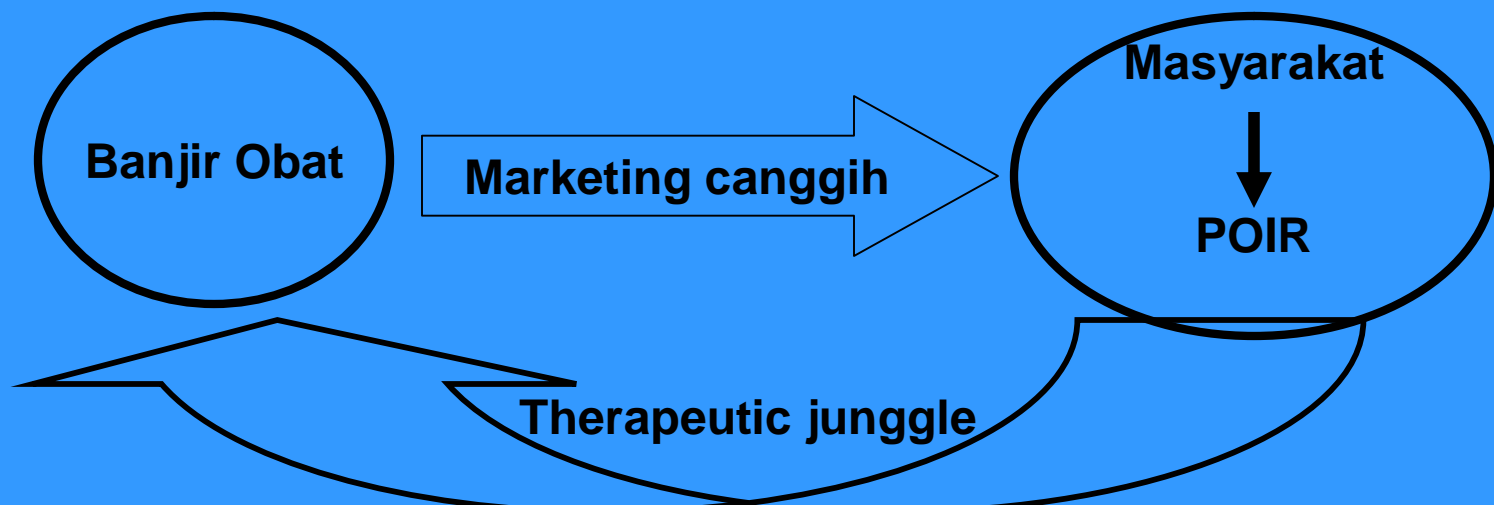 Banjir Obat
Marketing canggih
Masyarakat
POIR
Therapeutic junggle